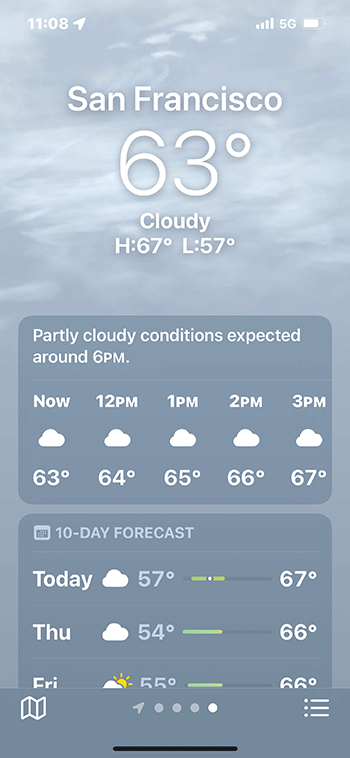 11:08 5G
San Francisco
63°
Cloudy
H:67° L:57°
Partly cloudy conditions expected
around 6PM.
Now 12PM 1PM 2PM 3PM
63° 64° 65° 66° 67°
10-DAY FORECAST
Today 57° 67°
Thu 54° 66°
Fri 55° 66°